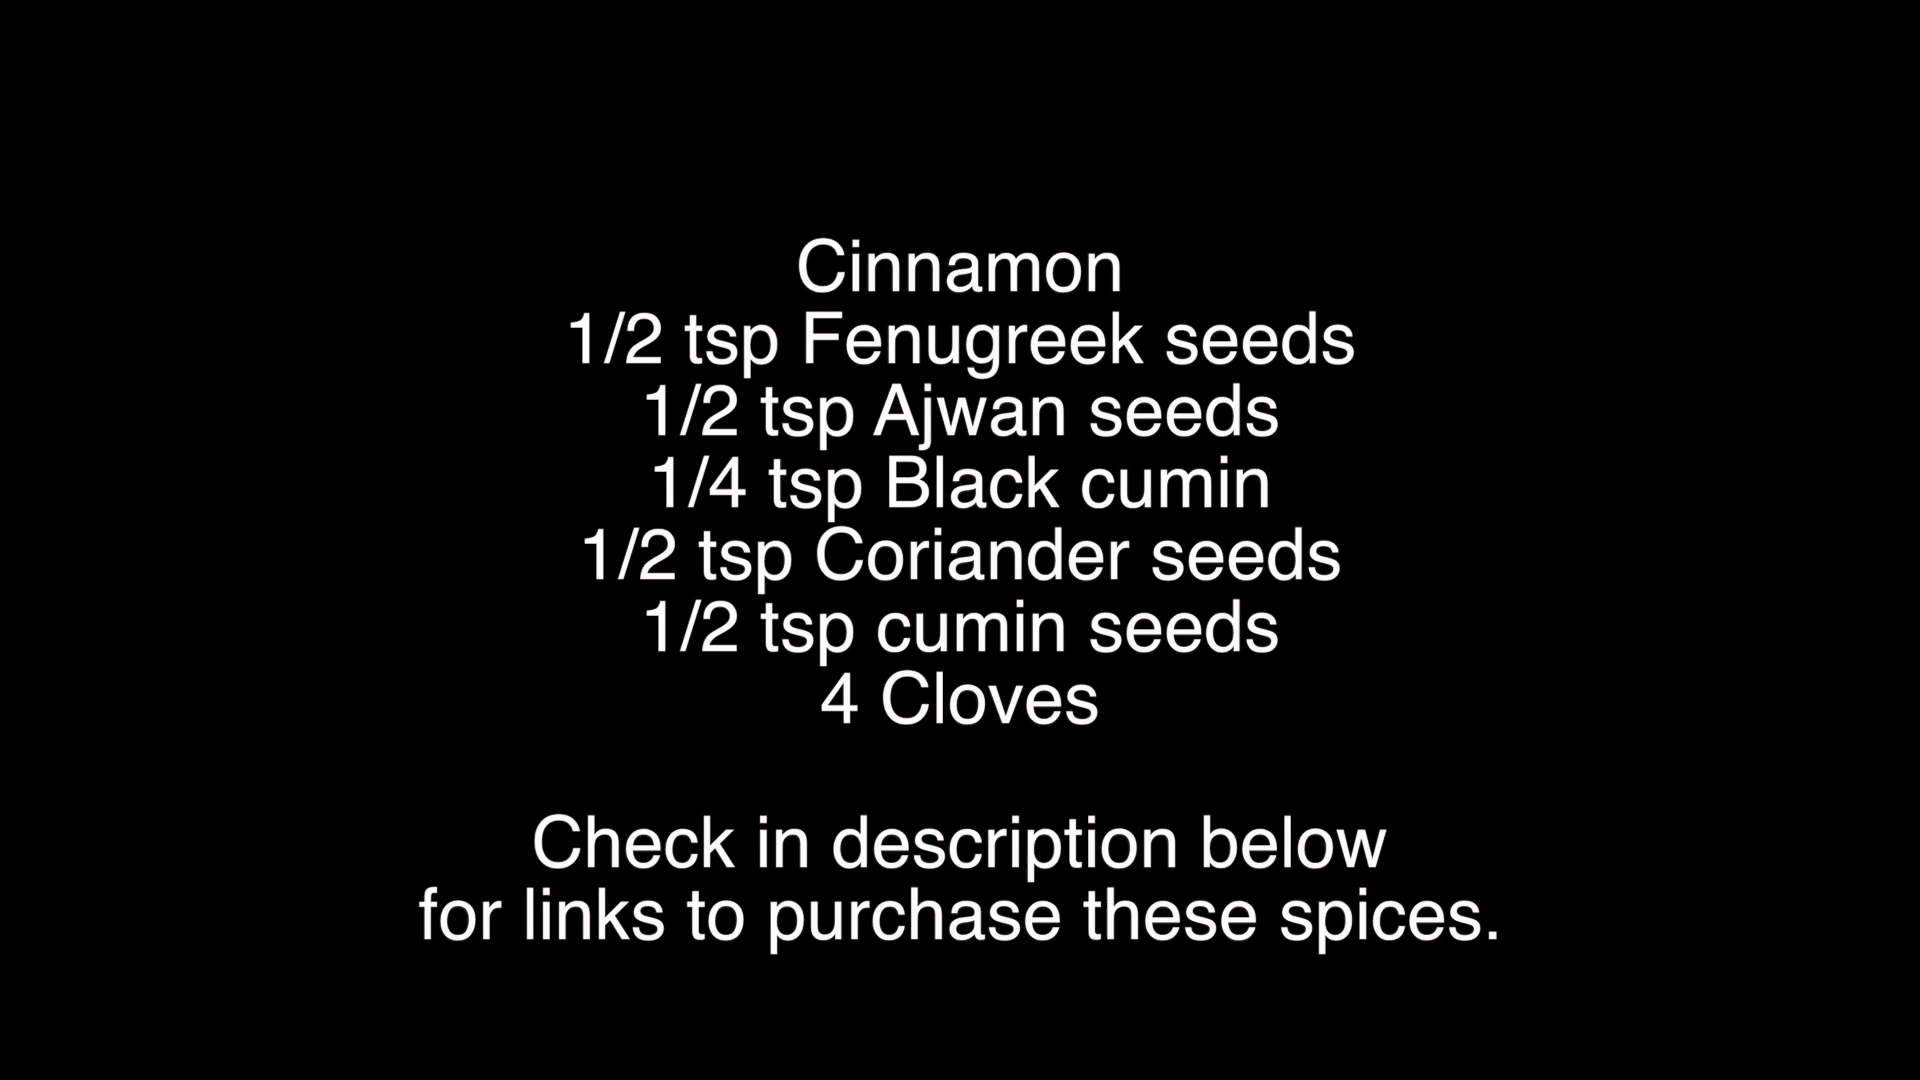 Cinnamon
1/2 tsp Fenugreek seeds
1/2 tsp Ajwan seeds
1/4 tsp Black cumin
1/2 tsp Coriander seeds
1/2 tsp cumin seeds
4 Cloves
Check in description below
for links to purchase these spices.